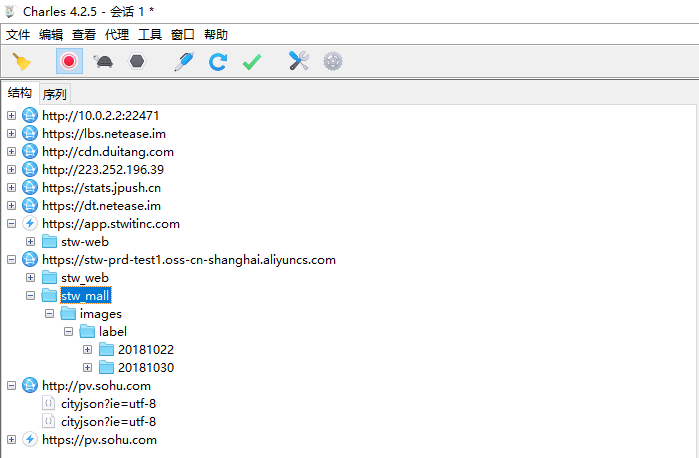 Charles 4.2.5 - 会话 1 *
文件 编辑 查看 代理 工具 窗口 帮助
结构 序列
http://10.0.2.2:22471
https://lbs.netease.im
http://cdn.duitang.com
http://223.252.196.39
https://stats.jpush.cn
https://dt.netease.im
https://app.stwitinc.com
stw-web
https://stw-prd-test1.oss-cn-shanghai.aliyuncs.com
stw_web
stw_mall
images
label
20181022
20181030
http://pv.sohu.com
cityjson?ie=utf-8
cityjson?ie=utf-8
https://pv.sohu.com